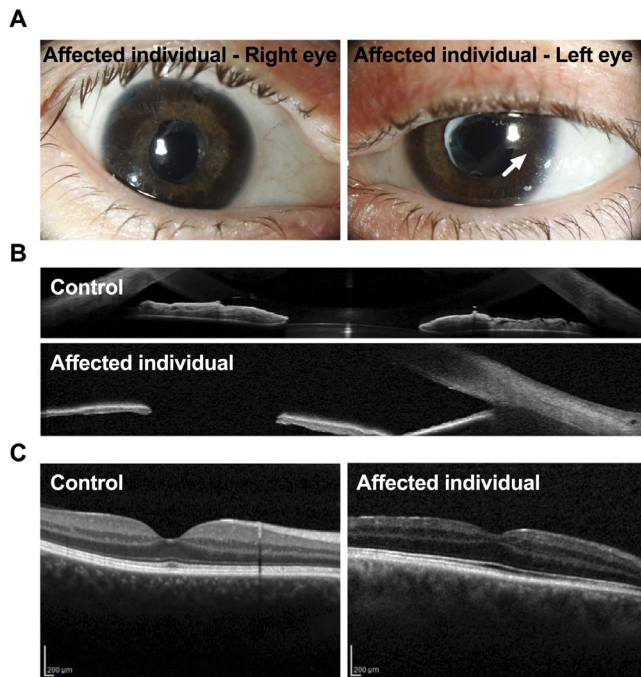 A
Affected individual - Right eye
Affected individual - Left eye
B
Control
Affected individual
C
Control
Affected individual
200 µm
200 µm